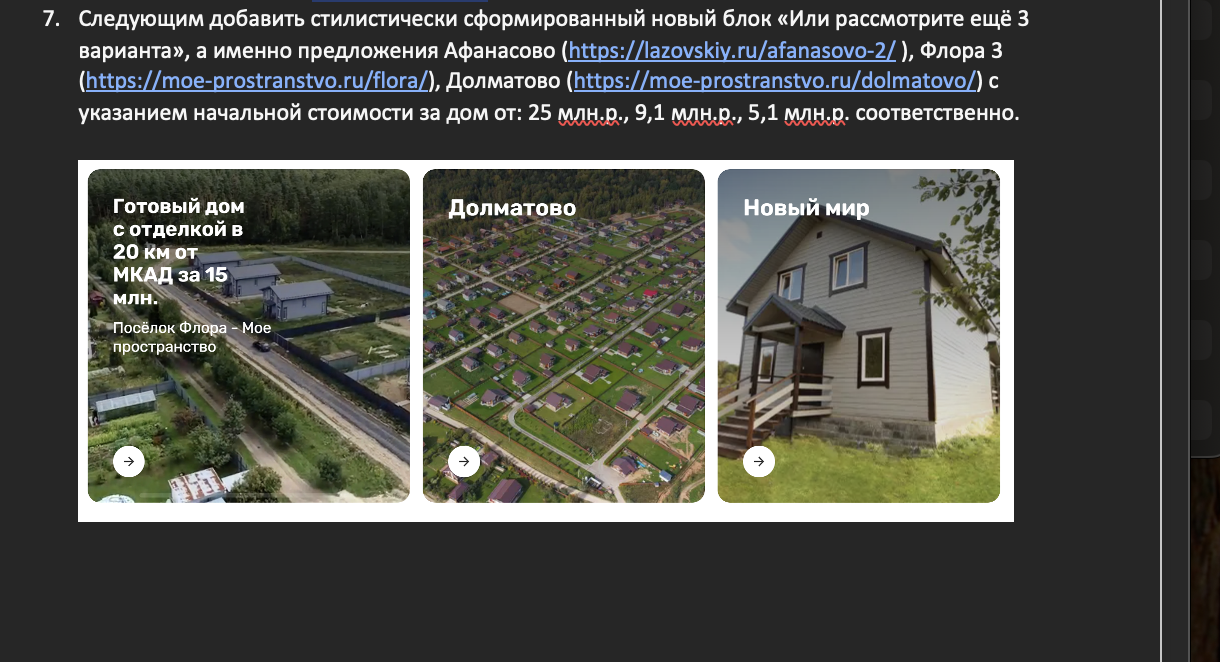 7. Следующим добавить стилистически сформированный новый блок «Или рассмотрите ещё 3
варианта», а именно предложения Афанасово (https://lazovskiy.ru/afanasovo-2/ ), Флора 3
(https://moe-prostranstvo.ru/flora/), Долматово (https://moe-prostranstvo.ru/dolmatovo/) с
указанием начальной стоимости за дом от: 25 млн.р., 9,1 млн.р., 5,1 млн.р. соответственно.
Готовый дом
с отделкой в
20 км от
МКАД за 15
млн.
Посёлок Флора - Мое
пространство
Долматово
Новый мир